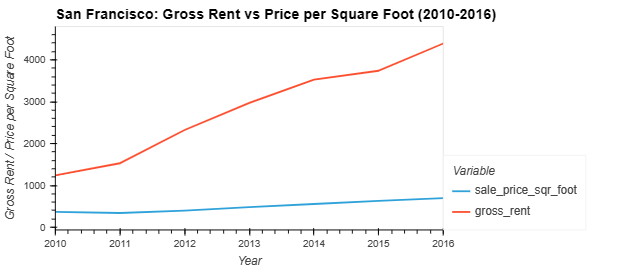 San Francisco: Gross Rent vs Price per Square Foot (2010-2016)
Gross Rent / Price per Square Foot
4000
3000
2000
1000
0
2010 2011 2012 2013 2014 2015 2016
Year
Variable
sale_price_sqr_foot
gross_rent